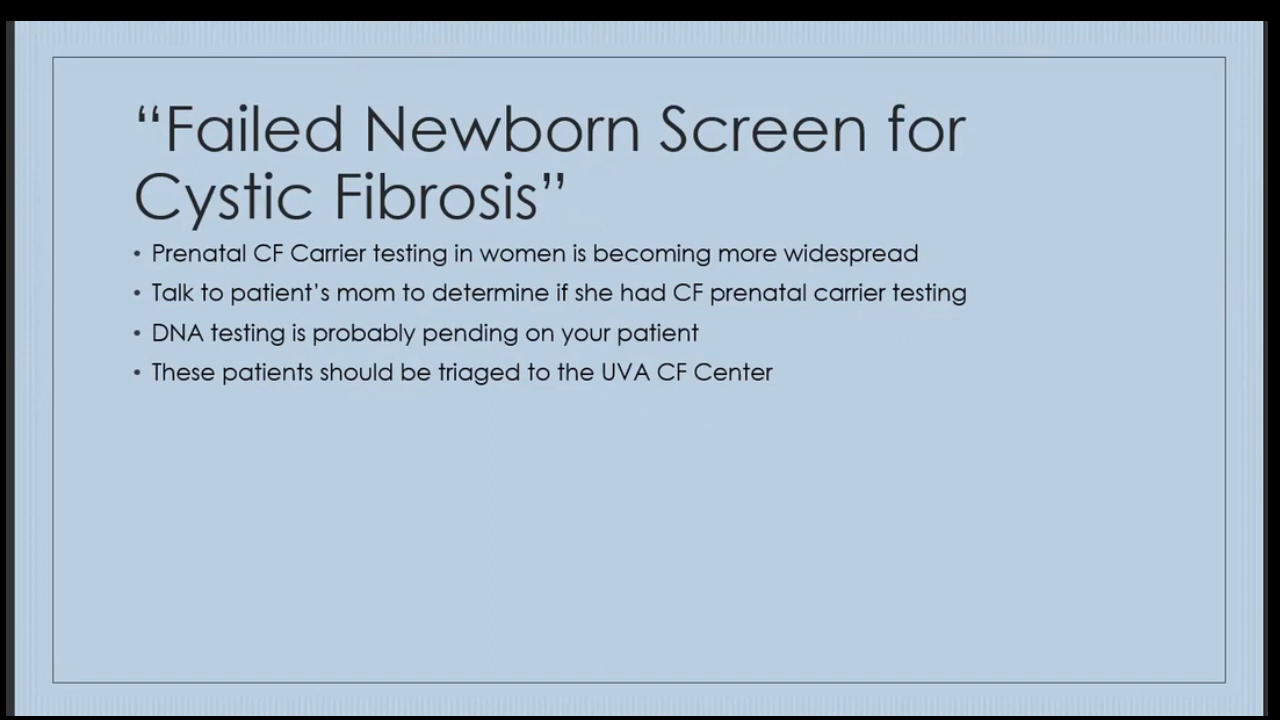 “Failed Newborn Screen for
Cystic Fibrosis”
• Prenatal CF Carrier testing in women is becoming more widespread
• Talk to patient’s mom to determine if she had CF prenatal carrier testing
• DNA testing is probably pending on your patient
• These patients should be triaged to the UVA CF Center